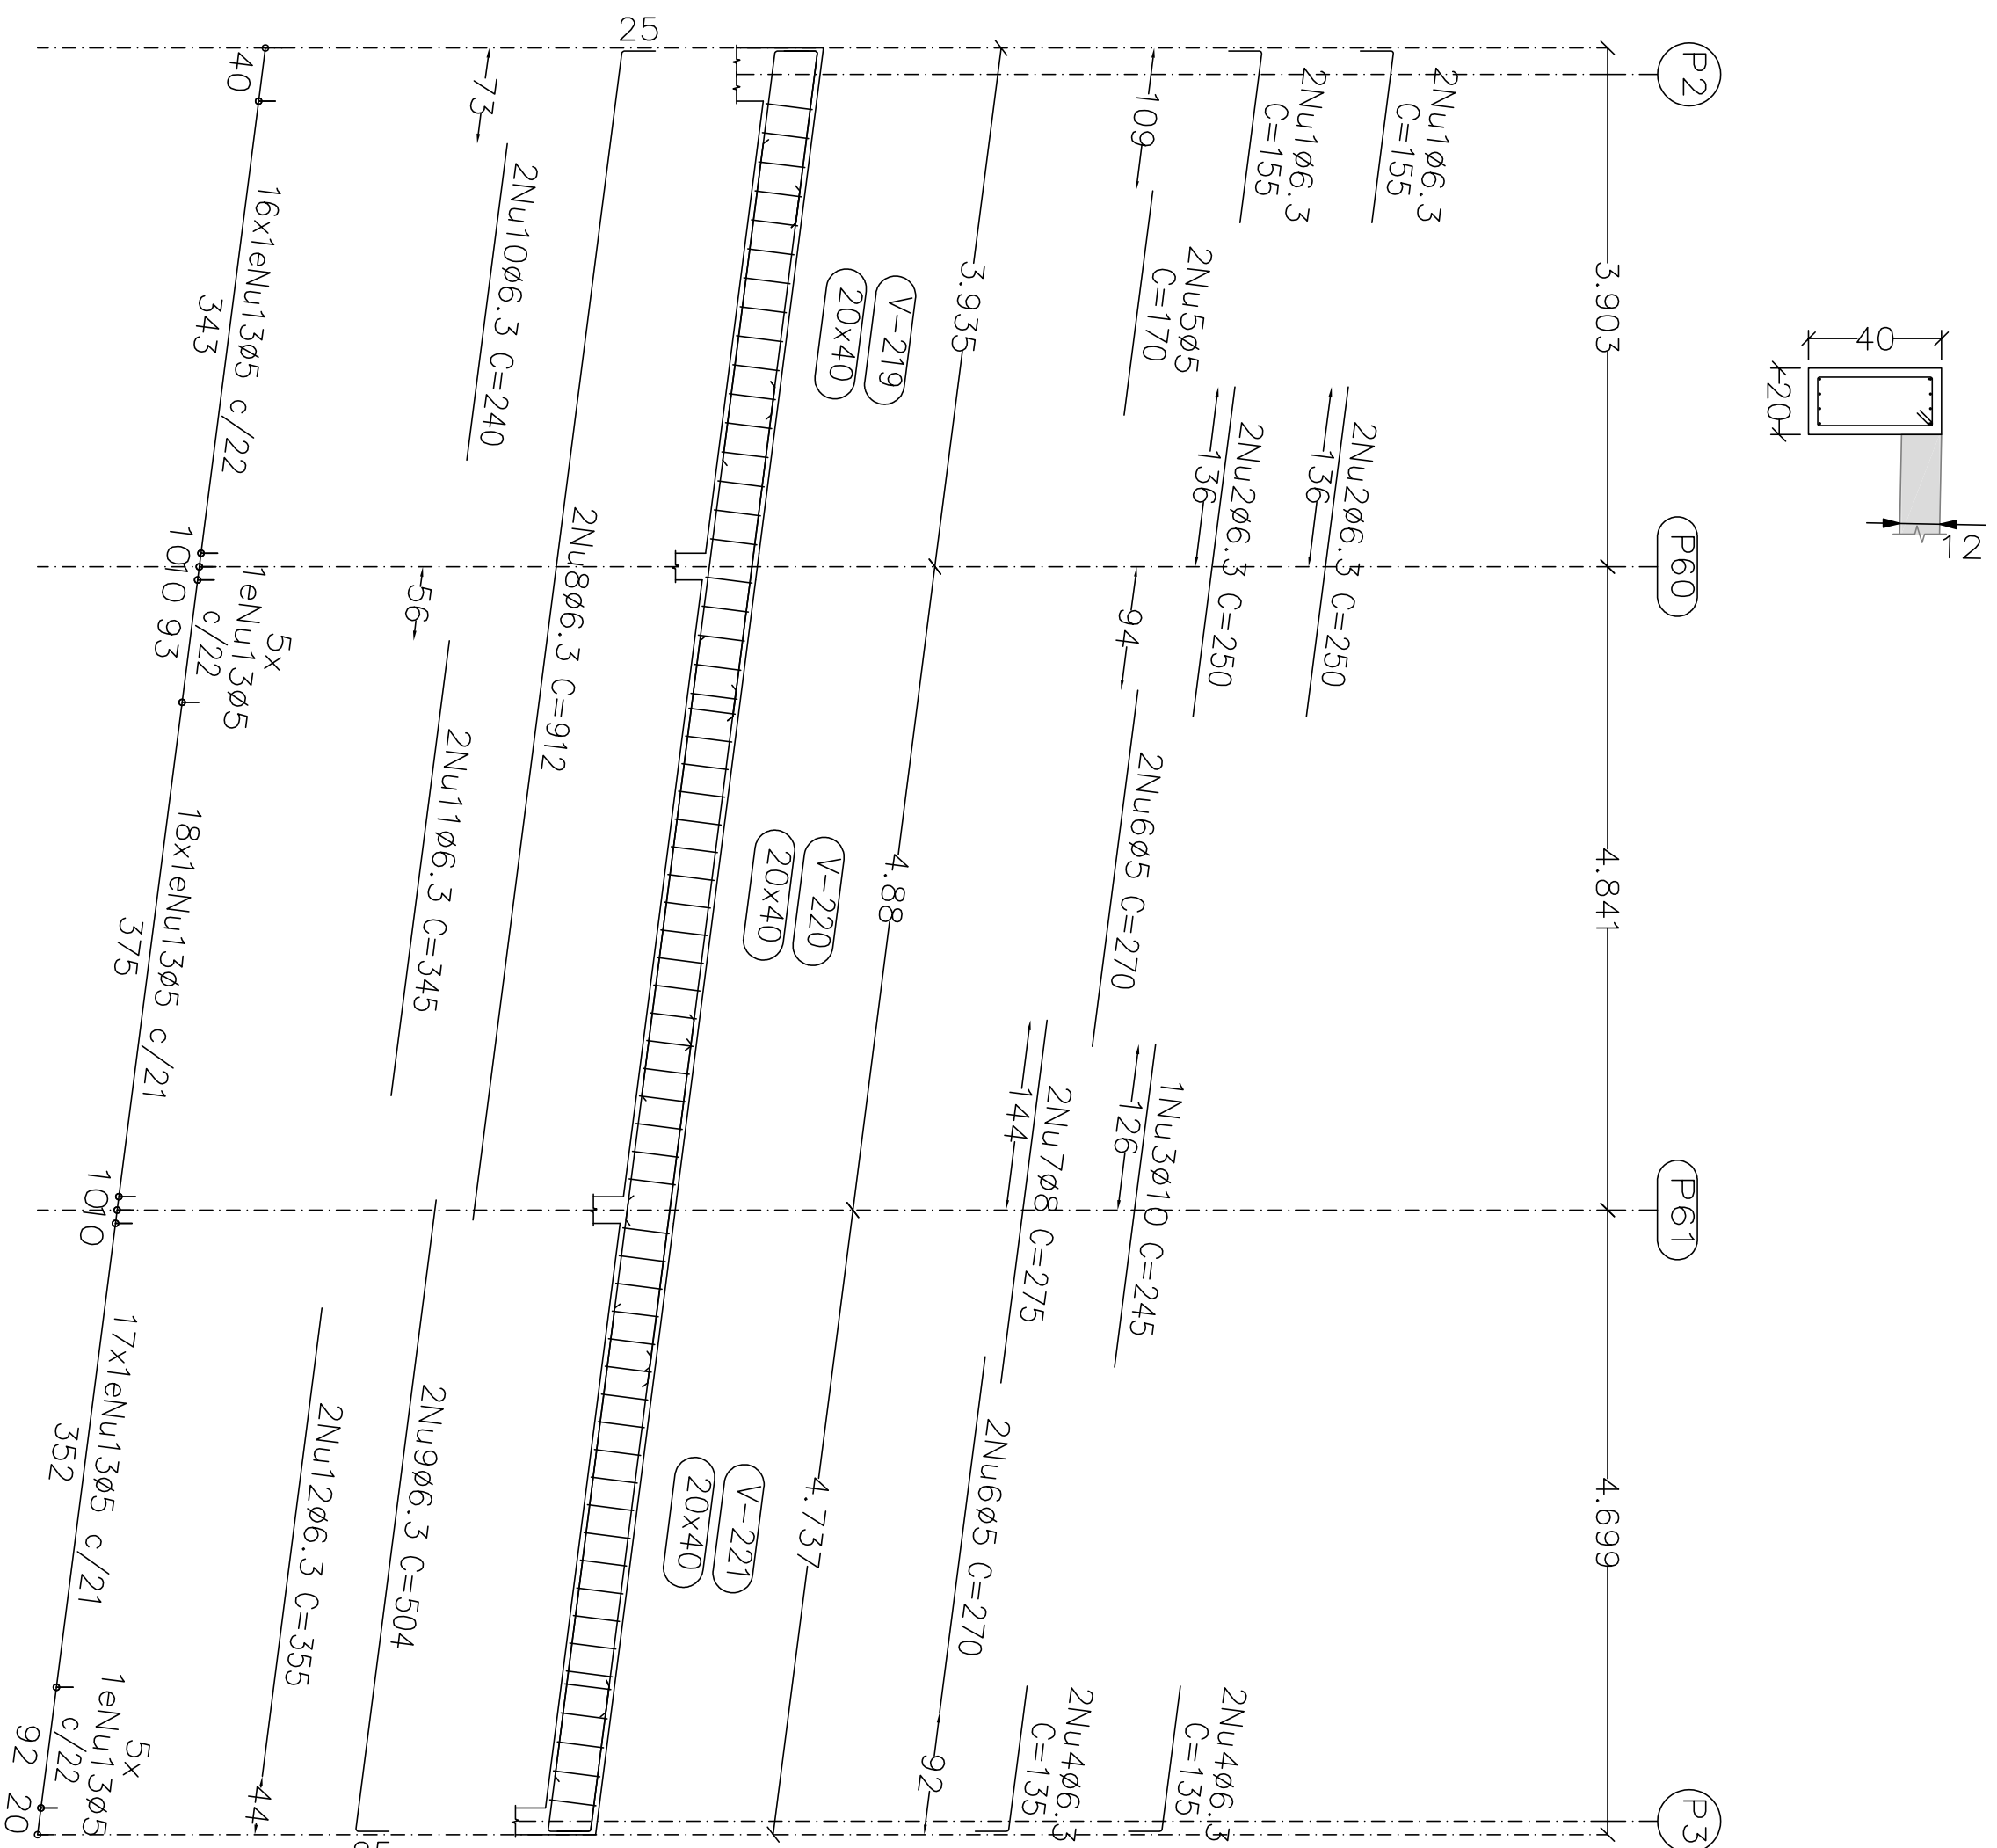 P2
P60
P61
P3
40
20
12
3.903
4.841
4.699
2Nu1ø6.3
C=155
2Nu2ø6.3 C=250
136
2Nu4ø6.3
C=135
2Nu1ø6.3
C=155
2Nu2ø6.3 C=250
136
1Nu3ø10 C=245
126
2Nu4ø6.3
C=135
109
2Nu5ø5
C=170
94
2Nu6ø5 C=270
2Nu7ø8 C=275
144
2Nu6ø5 C=270
92
3.935
4.88
4.737
V-219
20x40
V-220
20x40
V-221
20x40
25
2Nu8ø6.3 C=912
2Nu9ø6.3 C=504
73
2Nu10ø6.3 C=240
56
2Nu11ø6.3 C=345
2Nu12ø6.3 C=355
44
16x1eNu13ø5 c/22
5x
1eNu13ø5
c/22
18x1eNu13ø5 c/21
17x1eNu13ø5 c/21
5x
1eNu13ø5
c/22
40
343
10
10
93
375
10
10
352
92
20